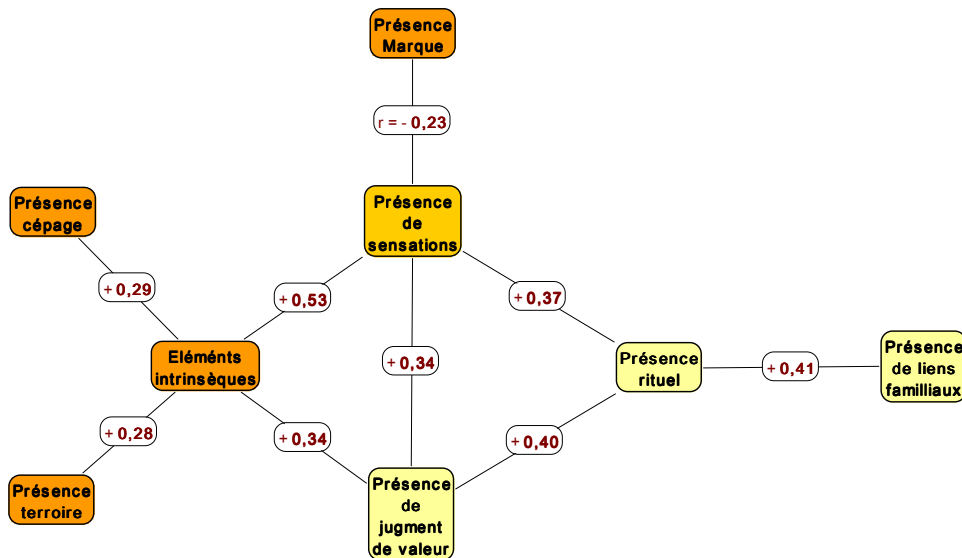 Présence
Marque
r = - 0,23
Présence
cépage
Présence
de
sensations
+ 0,29
+ 0,53
+ 0,37
Eléménts
intrinsèques
+ 0,34
Présence
rituel
+ 0,41
Présence
de liens
familliaux
+ 0,28
+ 0,34
+ 0,40
Présence
terroire
Présence
de
jugment
de valeur